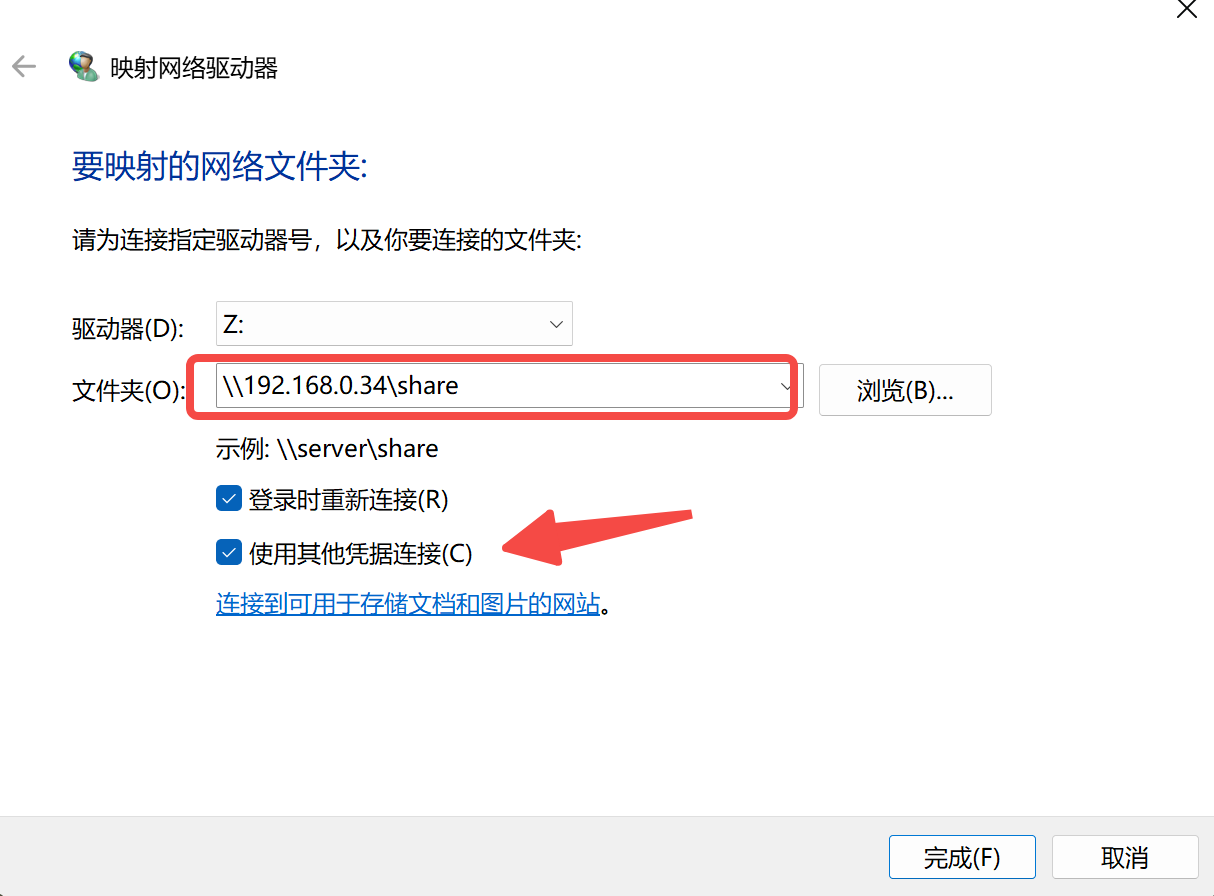 映射网络驱动器
要映射的网络文件夹:
请为连接指定驱动器号，以及你要连接的文件夹:
驱动器(D): Z:
文件夹(O): \\192.168.0.34\share 浏览(B)...
示例: \\server\share
登录时重新连接(R)
使用其他凭据连接(C)
连接到可用于存储文档和图片的网站。
完成(F) 取消